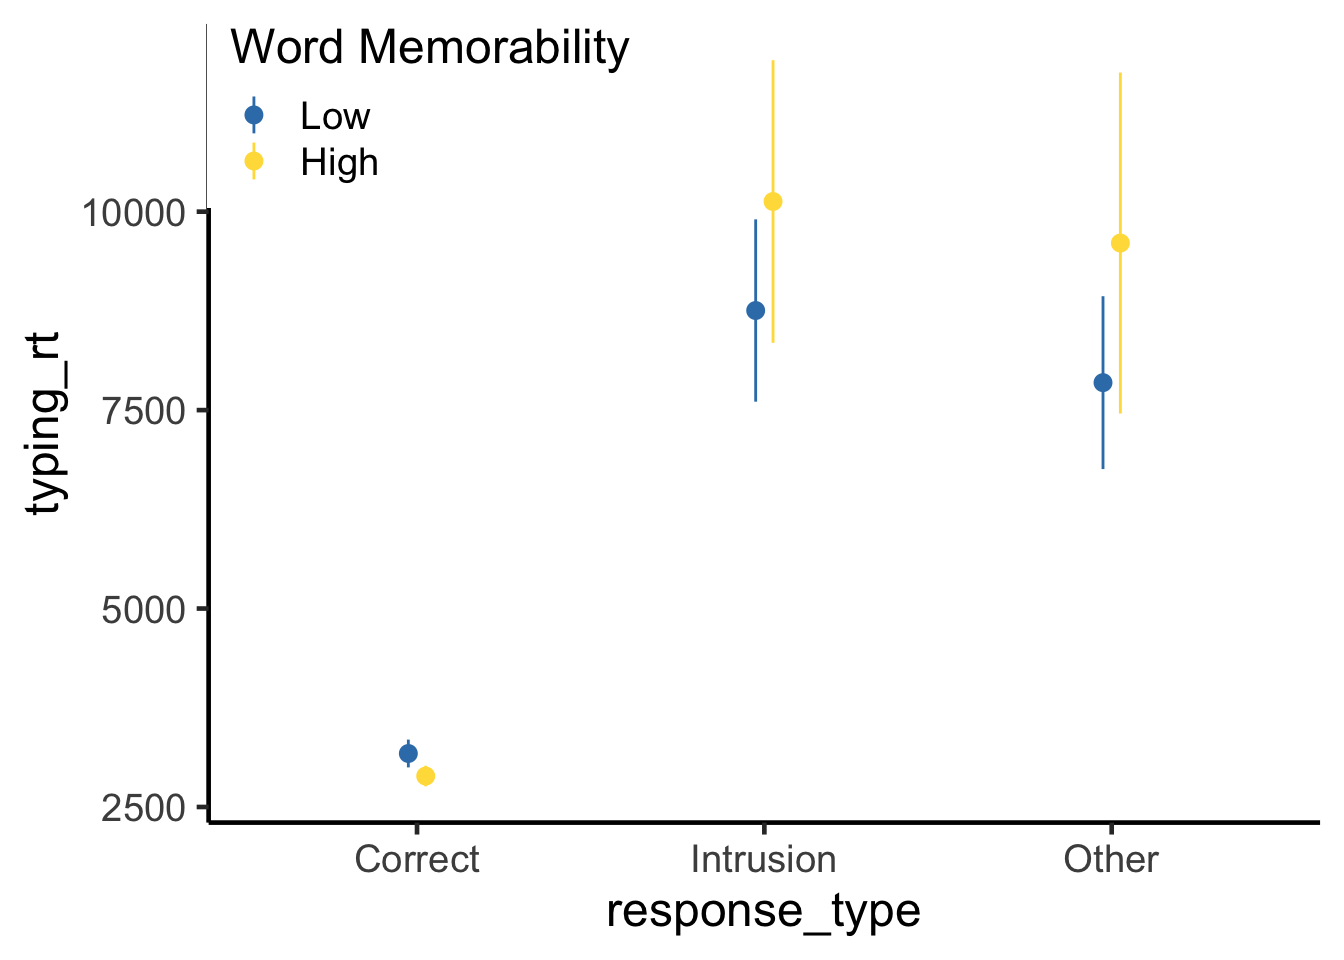 Word Memorability
Low
High
10000
7500
5000
2500
typing_rt
Correct Intrusion Other
response_type